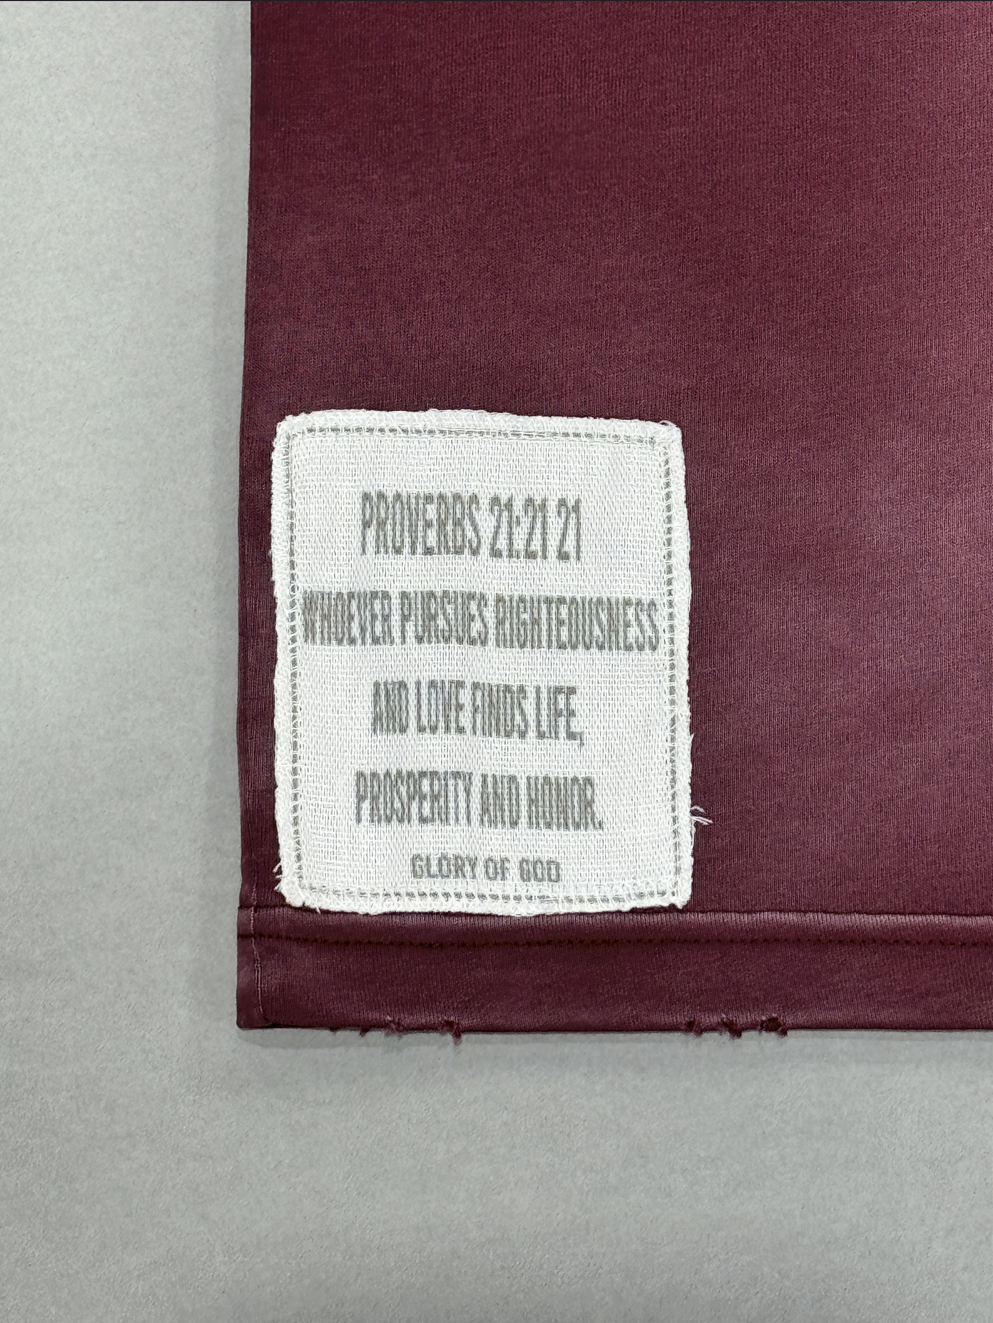 PROVERBS 21:21 21
WHOEVER PURSUES RIGHTEOUSNESS
AND LOVE FINDS LIFE,
PROSPERITY AND HONOR.
GLORY OF GOD